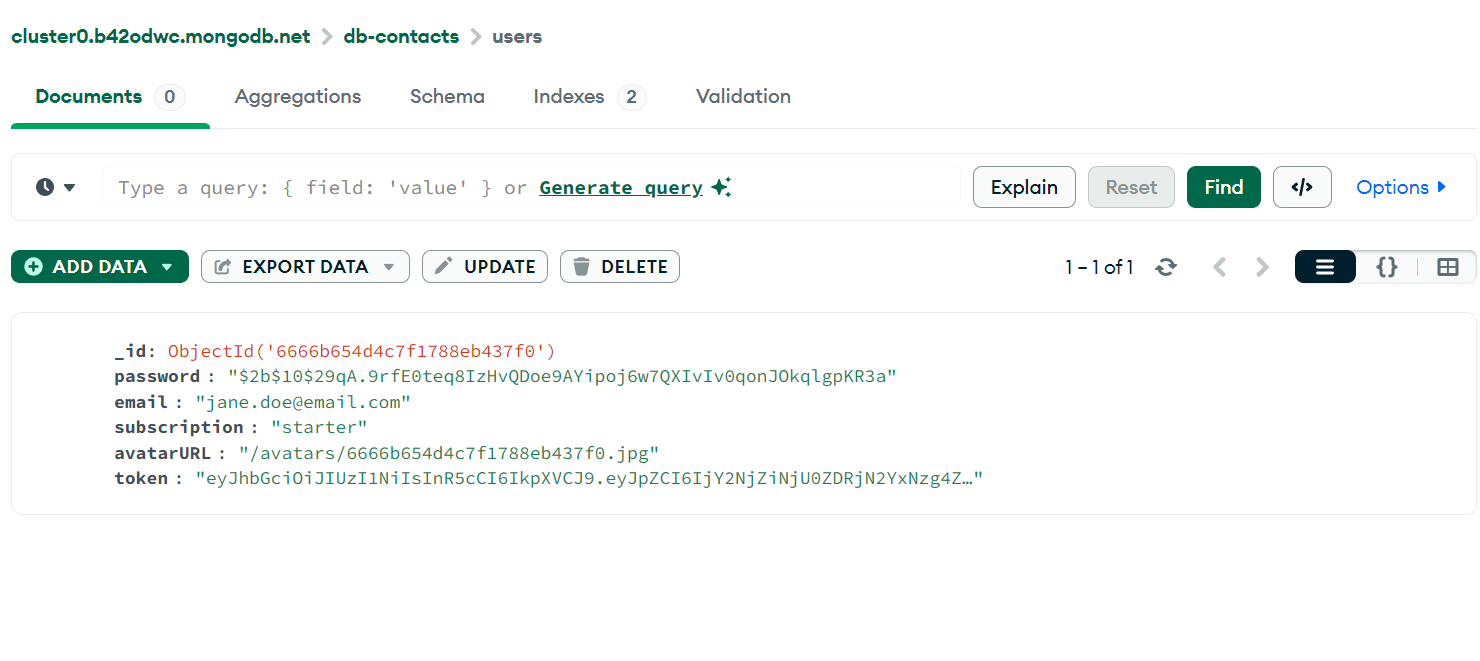 cluster0.b42odwc.mongodb.net > db-contacts > users
Documents 0 Aggregations Schema Indexes 2 Validation
Type a query: { field: 'value' } or Generate query Explain Reset Find </> Options
ADD DATA EXPORT DATA UPDATE DELETE 1 – 1 of 1 {}
_id: ObjectId('6666b654d4c7f1788eb437f0')
password : "$2b$10$29qA.9rfE0teq8IzHvQDoe9AYipoj6w7QXIvIv0qonJOkqlgpKR3a"
email : "jane.doe@email.com"
subscription : "starter"
avatarURL : "/avatars/6666b654d4c7f1788eb437f0.jpg"
token : "eyJhbGciOiJIUzI1NiIsInR5cCI6IkpXVCJ9.eyJpZCI6IjY2NjZiNjU0ZDRjN2YxNzg4Z…"